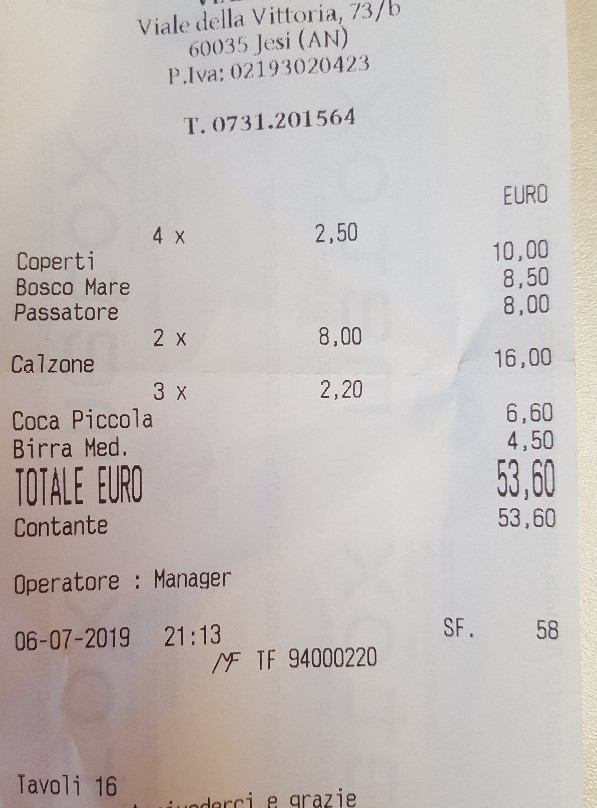 Viale della Vittoria, 73/b
60035 Jesi (AN)
P.Iva: 02193020423
T. 0731.201564
EURO
4 x 2,50
Coperti 10,00
Bosco Mare 8,50
Passatore 8,00
2 x 8,00
Calzone 16,00
3 x 2,20
Coca Piccola 6,60
Birra Med. 4,50
TOTALE EURO 53,60
Contante 53,60
Operatore : Manager
06-07-2019 21:13 SF. 58
MF TF 94000220
Tavoli 16
e grazie